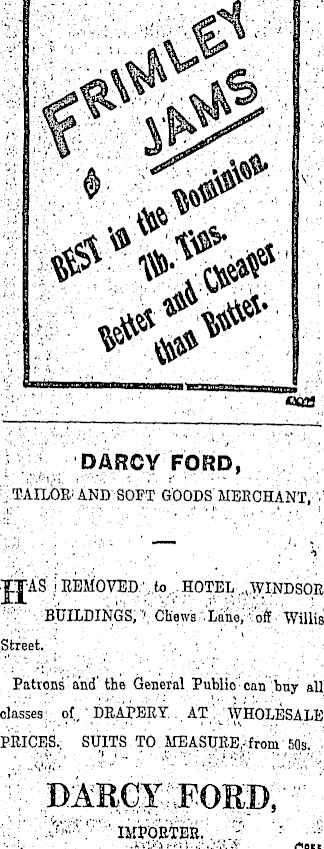 FRIMLEY
JAMS
BEST in the Dominion.
7lb. Tins.
Better and Cheaper
than Butter.
DARCY FORD,
TAILOR AND SOFT GOODS MERCHANT,
HAS REMOVED to HOTEL WINDSOR
BUILDINGS, Chews Lane, off Willis
Street.
Patrons and the General Public can buy all
classes of DRAPERY AT WHOLESALE
PRICES. SUITS TO MEASURE, from 50s.
DARCY FORD,
IMPORTER.